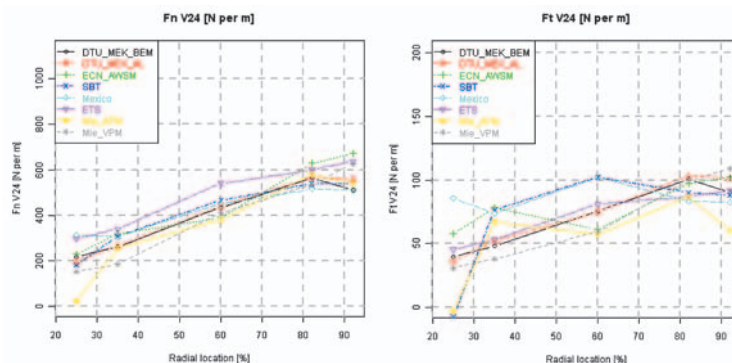 Fn V24 [N per m]
Fn V24 [N per m]
1000
800
600
400
200
0
DTU_MEK_BEM
DTU_MEK_AL
ECN_AWSM
SBT
Mexico
ETS
Mie_VPM
20 30 40 50 60 70 80 90
Radial location [%]
Ft V24 [N per m]
Ft V24 [N per m]
200
150
100
50
0
DTU_MEK_BEM
DTU_MEK_AL
ECN_AWSM
SBT
Mexico
ETS
Mie_VPM
20 30 40 50 60 70 80 90
Radial location [%]